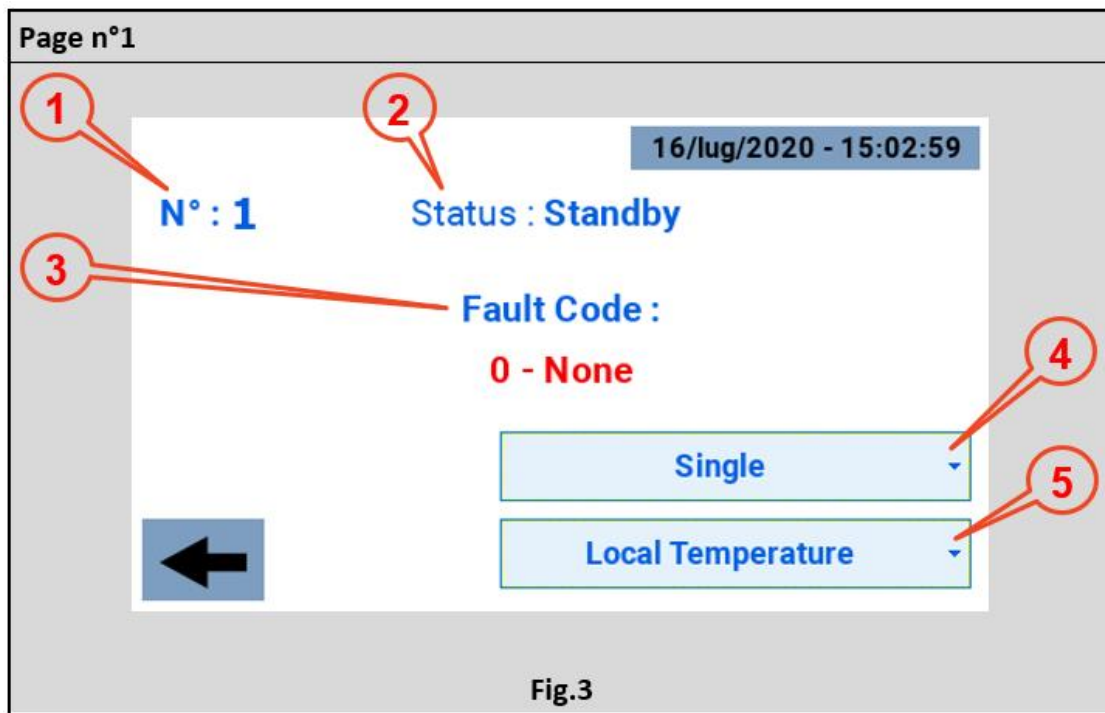 Page n°1
1
2
16/lug/2020 - 15:02:59
N° : 1
Status : Standby
3
Fault Code :
0 - None
4
Single
5
Local Temperature
Fig.3